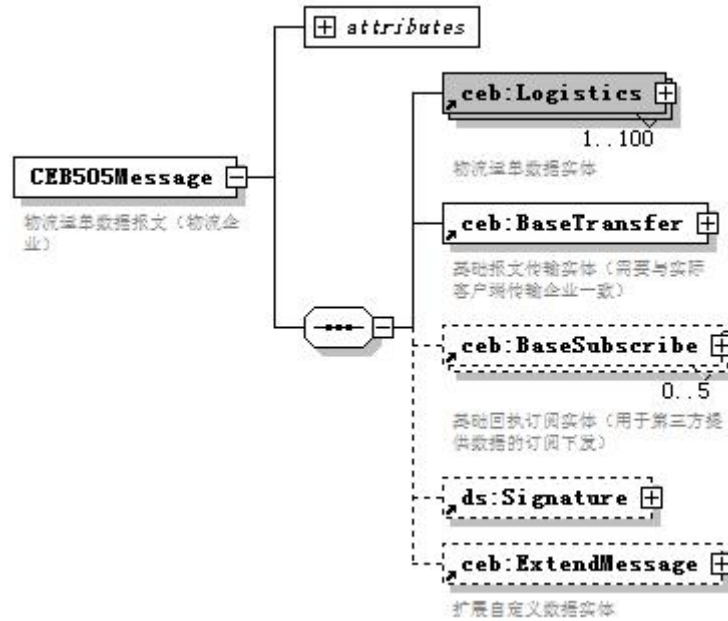 attributes
ceb:Logistics
1..100
物流运单数据实体
CEB505Message
物流运单数据报文（物流企
业）
ceb:BaseTransfer
基础报文传输实体（需要与实际
客户端传输企业一致）
ceb:BaseSubscribe
0..5
基础回执订阅实体（用于第三方提
供数据的订阅下发）
ds:Signature
ceb:ExtendMessage
扩展自定义数据实体